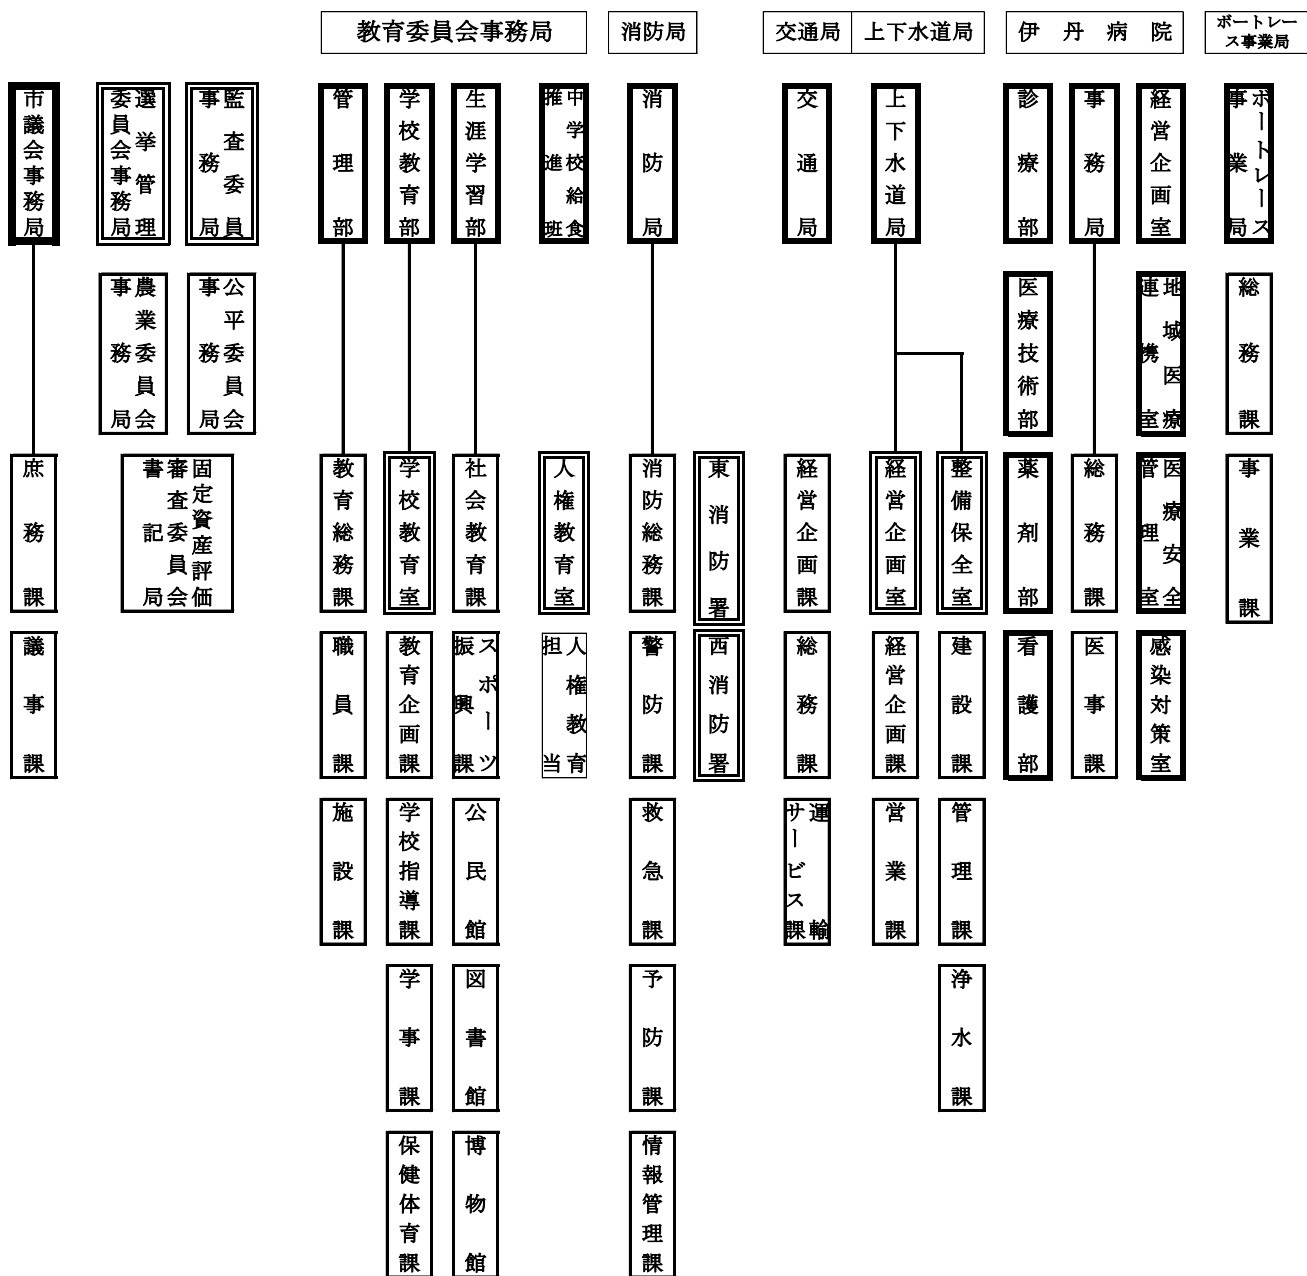 教育委員会事務局
消防局
交通局
上下水道局
伊丹病院
ボートレー
ス事業局
市議会事務局
選挙管理
委員会事務局
監査委員
事務局
管理部
学校教育部
生涯学習部
中学校給食
推進班
消防局
交通局
上下水道局
診療部
事務局
経営企画室
ボートレース
事業局
農業委員会
事務局
公平委員会
事務局
医療技術部
地域医療
連携室
総務課
庶務課
固定資産評価
審査委員会
書記局
教育総務課
学校教育室
社会教育課
人権教育室
消防総務課
東消防署
経営企画課
経営企画室
整備保全室
薬剤部
総務課
医療安全
管理室
事業課
議事課
職員課
教育企画課
スポーツ
振興課
人権教育
担当
警防課
西消防署
総務課
経営企画課
建設課
看護部
医事課
感染対策室
施設課
学校指導課
公民館
救急課
運輸
サービス課
営業課
管理課
学事課
図書館
予防課
浄水課
保健体育課
博物館
情報管理課